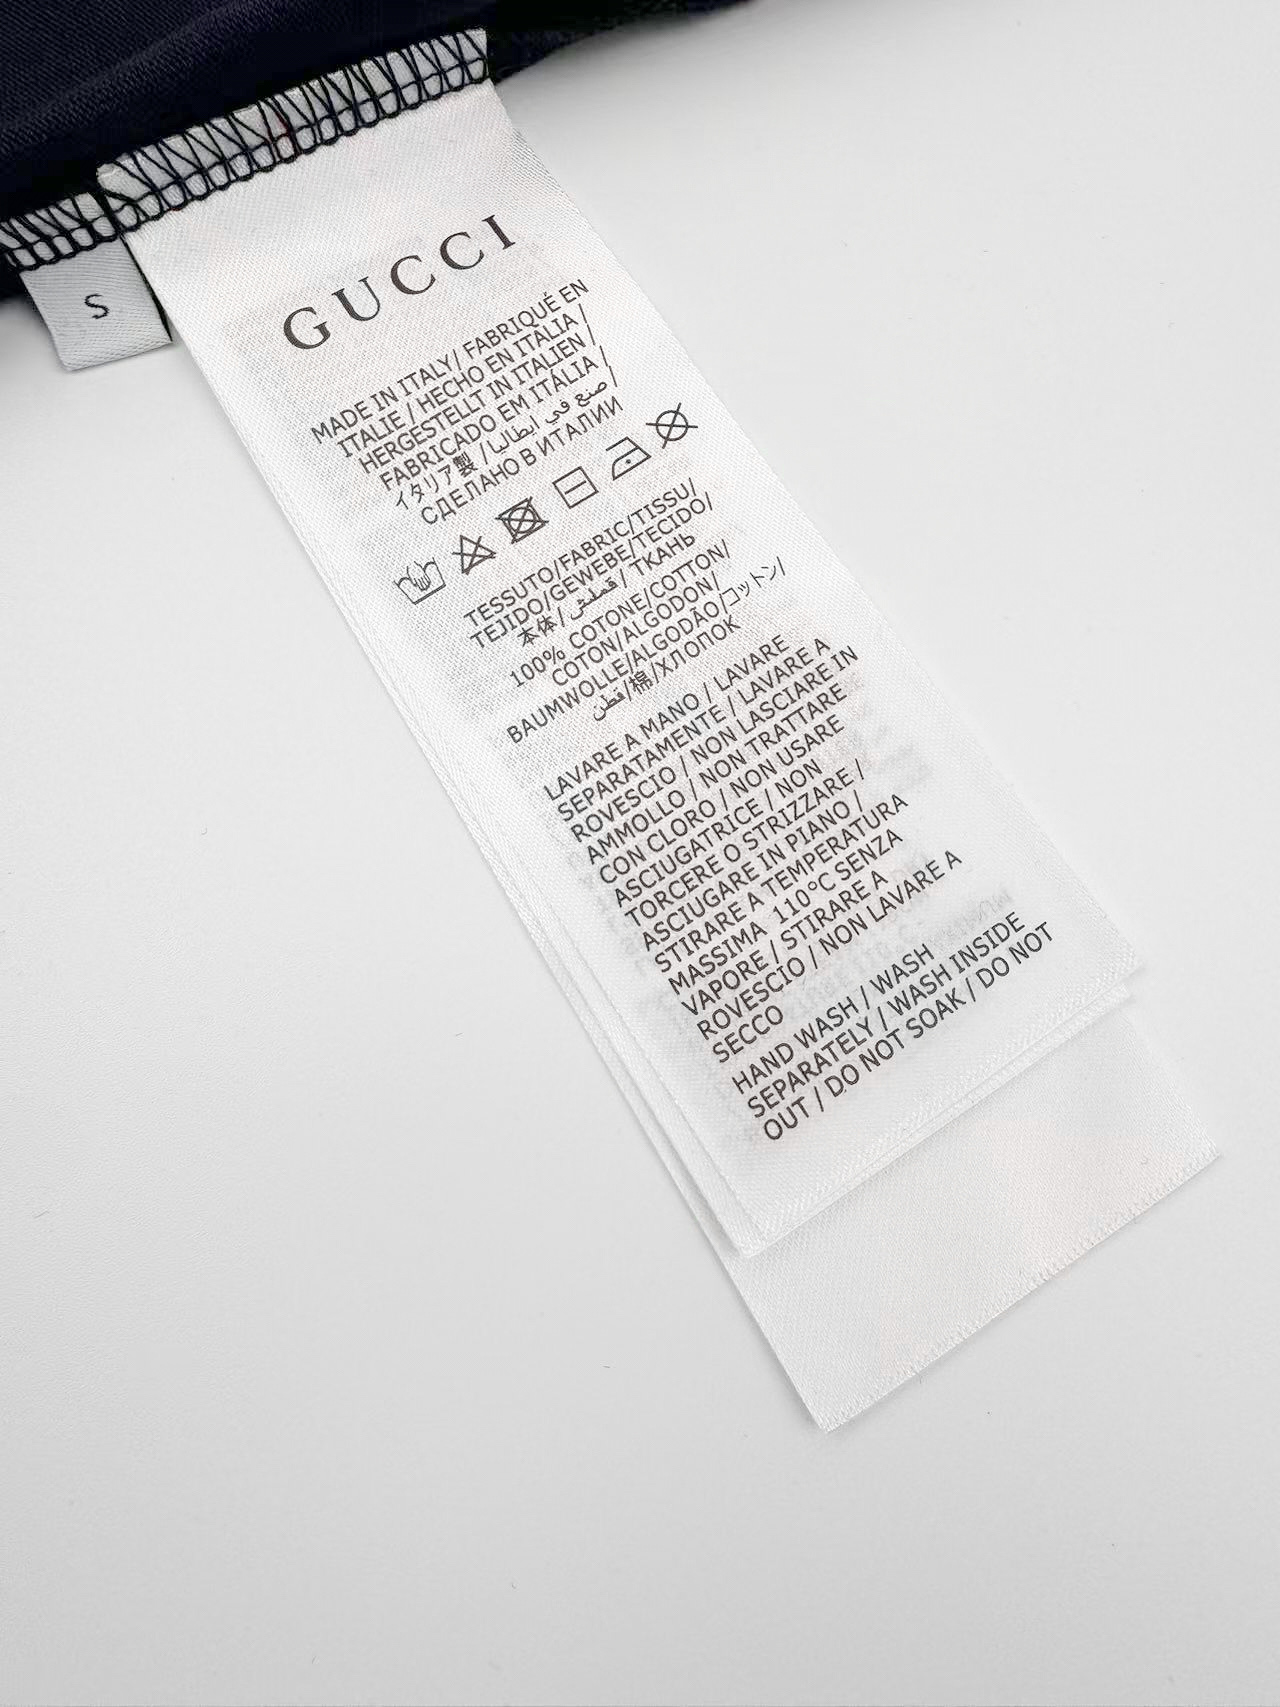 S
GUCCI
MADE IN ITALY / FABRIQUÉ EN
ITALIE / HECHO EN ITALIA /
HERGESTELLT IN ITALIEN /
FABRICADO EM ITÁLIA /
イタリア製 / صنع في ايطاليا /
СДЕЛАНО В ИТАЛИИ
TESSUTO/FABRIC/TISSU/
TEJIDO/GEWEBE/TECIDO/
本体/قملش/ ТКАНЬ
100% COTONE/COTTON/
COTON/ALGODON/
BAUMWOLLE/ALGODÃO/コットン/
قطن/棉/ХЛОПОК
LAVARE A MANO / LAVARE
SEPARATAMENTE / LAVARE A
ROVESCIO / NON LASCIARE IN
AMMOLLO / NON TRATTARE
CON CLORO / NON USARE
ASCIUGATRICE / NON
TORCERE O STRIZZARE /
ASCIUGARE IN PIANO /
STIRARE A TEMPERATURA
MASSIMA 110°C SENZA
VAPORE / STIRARE A
ROVESCIO / NON LAVARE A
SECCO
HAND WASH / WASH
SEPARATELY / WASH INSIDE
OUT / DO NOT SOAK / DO NOT